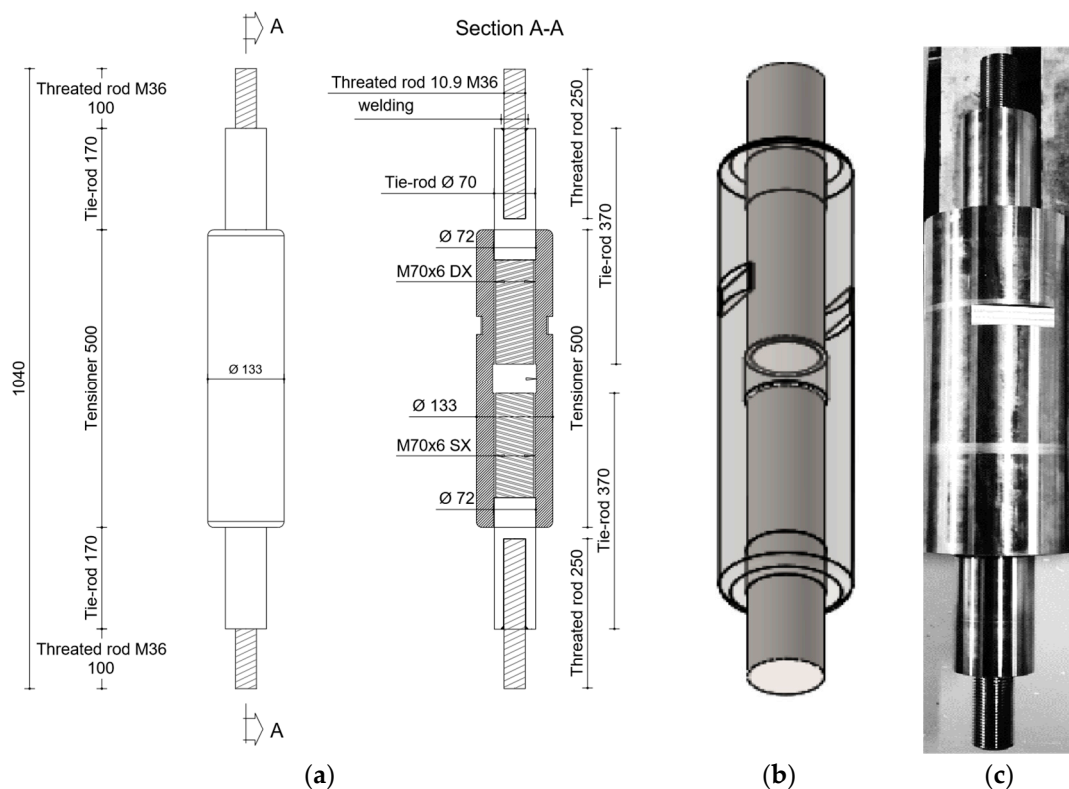 A
Section A-A
Threated rod M36
100
Tie-rod 170
1040
Tensioner 500
Ø 133
Tie-rod 170
Threated rod M36
100
A
Threated rod 10.9 M36
welding
Tie-rod Ø 70
Ø 72
M70x6 DX
Ø 133
M70x6 SX
Ø 72
Threated rod 250
Tie-rod 370
Tensioner 500
Tie-rod 370
Threated rod 250
(a)
(b)
(c)